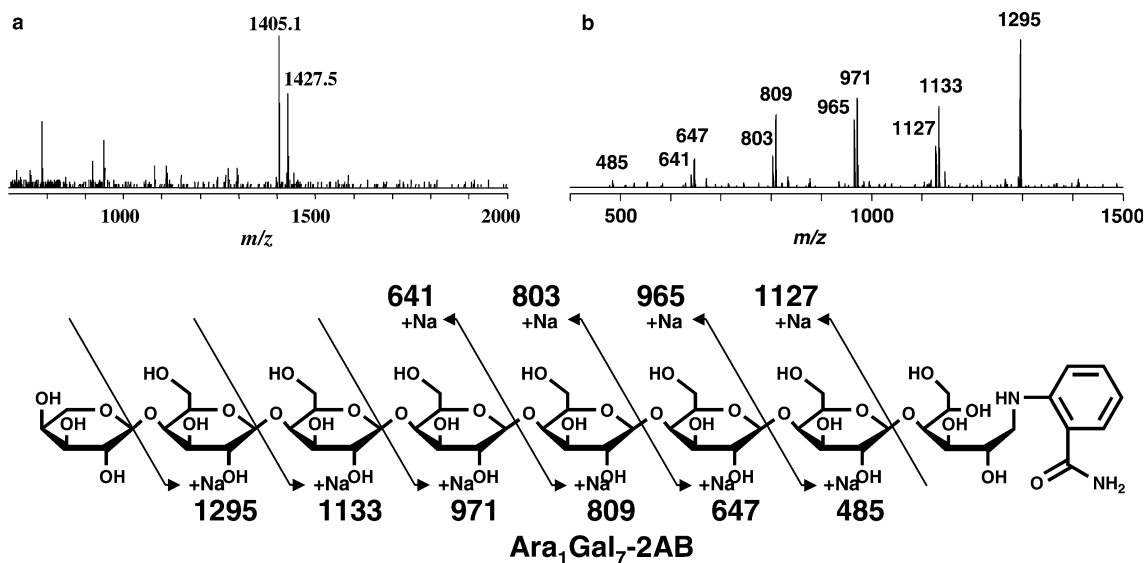 a
1405.1
1427.5
1000
1500
2000
m/z
b
1295
1133
971
965
809
1127
803
647
641
485
500
1000
1500
m/z
641 803 965 1127
+Na +Na +Na +Na
HO HO HO HO HO HO HO
OH O O O O O O O O O O O O O O OH HN
OH OH OH OH OH OH OH OH
OH OH OH OH OH OH OH OH O NH₂
+Na +Na +Na +Na +Na +Na
1295 1133 971 809 647 485
Ara₁Gal₇-2AB